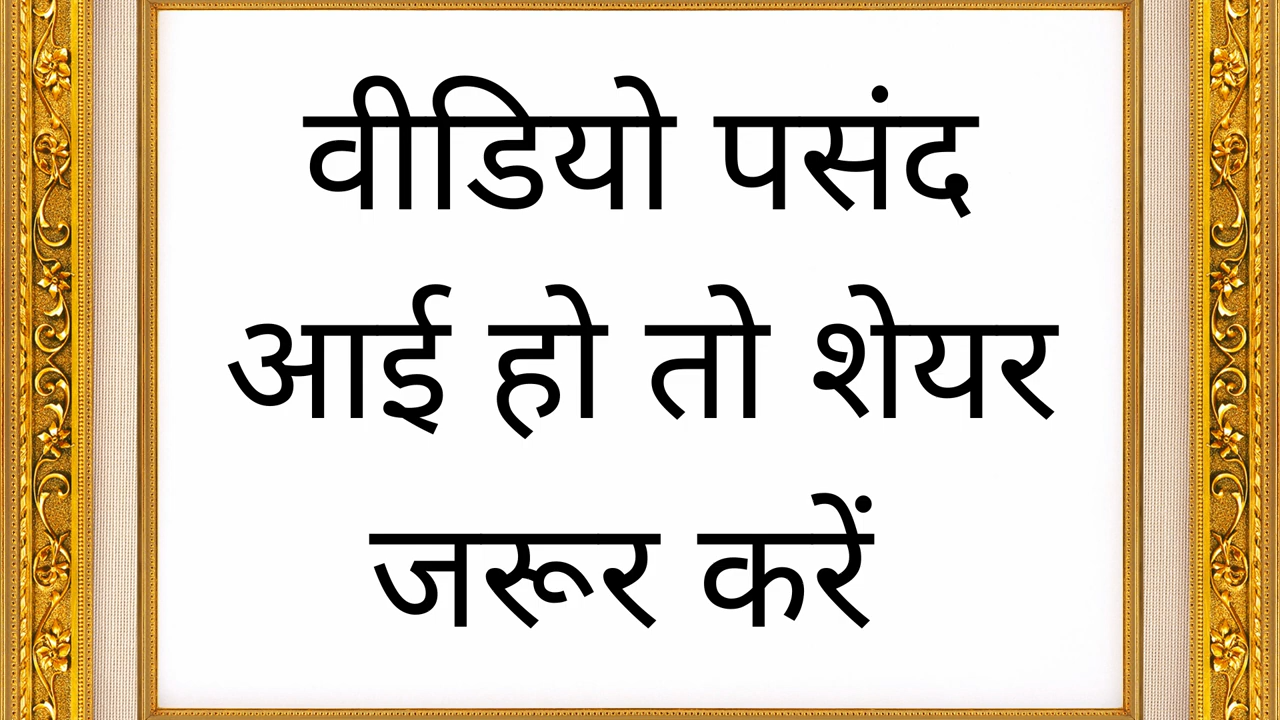 वीडियो पसंद
आई हो तो शेयर
जरूर करें